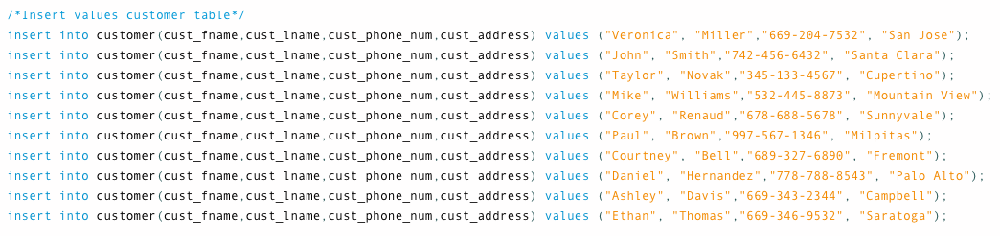 /*Insert values customer table*/
insert into customer(cust_fname,cust_lname,cust_phone_num,cust_address) values ("Veronica", "Miller","669-204-7532", "San Jose");
insert into customer(cust_fname,cust_lname,cust_phone_num,cust_address) values ("John", "Smith","742-456-6432", "Santa Clara");
insert into customer(cust_fname,cust_lname,cust_phone_num,cust_address) values ("Taylor", "Novak","345-133-4567", "Cupertino");
insert into customer(cust_fname,cust_lname,cust_phone_num,cust_address) values ("Mike", "Williams","532-445-8873", "Mountain View");
insert into customer(cust_fname,cust_lname,cust_phone_num,cust_address) values ("Corey", "Renaud","678-688-5678", "Sunnyvale");
insert into customer(cust_fname,cust_lname,cust_phone_num,cust_address) values ("Paul", "Brown","997-567-1346", "Milpitas");
insert into customer(cust_fname,cust_lname,cust_phone_num,cust_address) values ("Courtney", "Bell","689-327-6890", "Fremont");
insert into customer(cust_fname,cust_lname,cust_phone_num,cust_address) values ("Daniel", "Hernandez","778-788-8543", "Palo Alto");
insert into customer(cust_fname,cust_lname,cust_phone_num,cust_address) values ("Ashley", "Davis","669-343-2344", "Campbell");
insert into customer(cust_fname,cust_lname,cust_phone_num,cust_address) values ("Ethan", "Thomas","669-346-9532", "Saratoga");